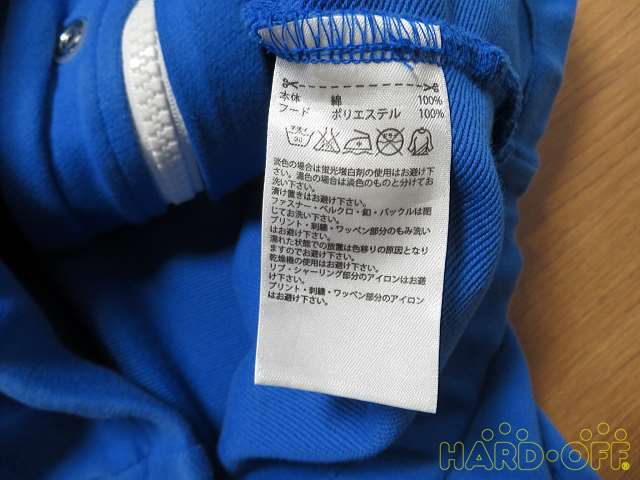 本体 綿 100%
フード ポリエステル 100%
手洗イ
淡色の場合は蛍光増白剤の使用はお避け下
さい。濃色の場合は淡色のものと分けてお
洗い下さい。
漬け置きはお避け下さい。
ファスナー・ベルクロ・釦・バックルは閉
じてお洗い下さい。
プリント・刺繍・ワッペン部分のもみ洗い
はお避け下さい。
濡れた状態での放置は色移りの原因となり
ますのでお避け下さい。
乾燥機の使用はお避け下さい。
リブ・シャーリング部分のアイロンはお避
け下さい。
プリント・刺繍・ワッペン部分のアイロン
はお避け下さい。
HARD・OFF®